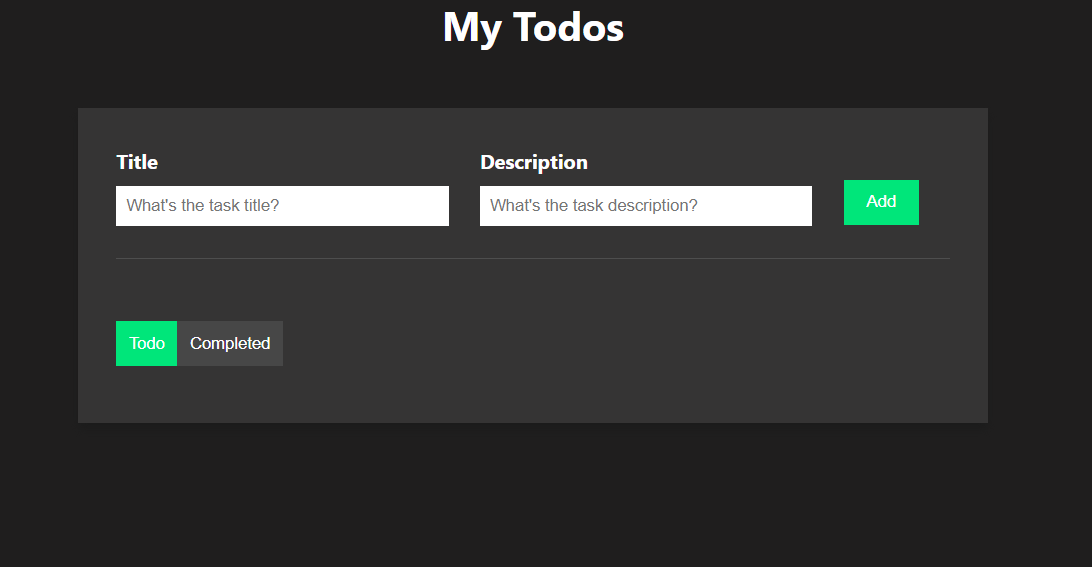 My Todos
Title
Description
What's the task title?
What's the task description?
Add
Todo
Completed